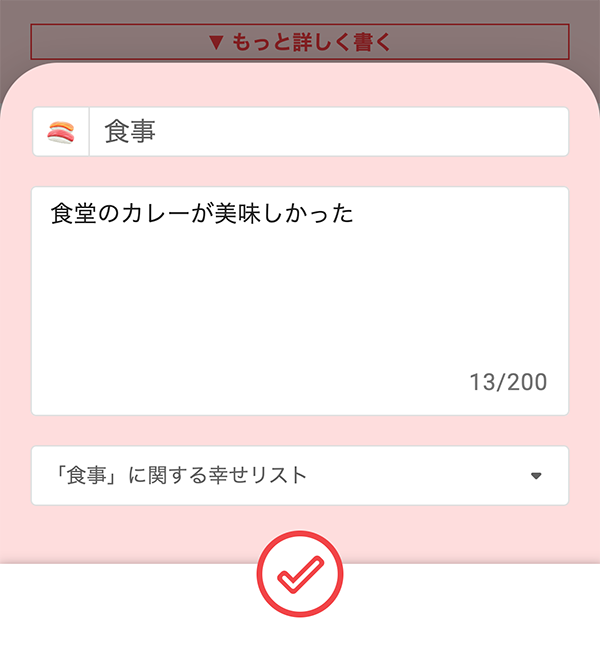 ▼ もっと詳しく書く
食事
食堂のカレーが美味しかった
13/200
「食事」に関する幸せリスト